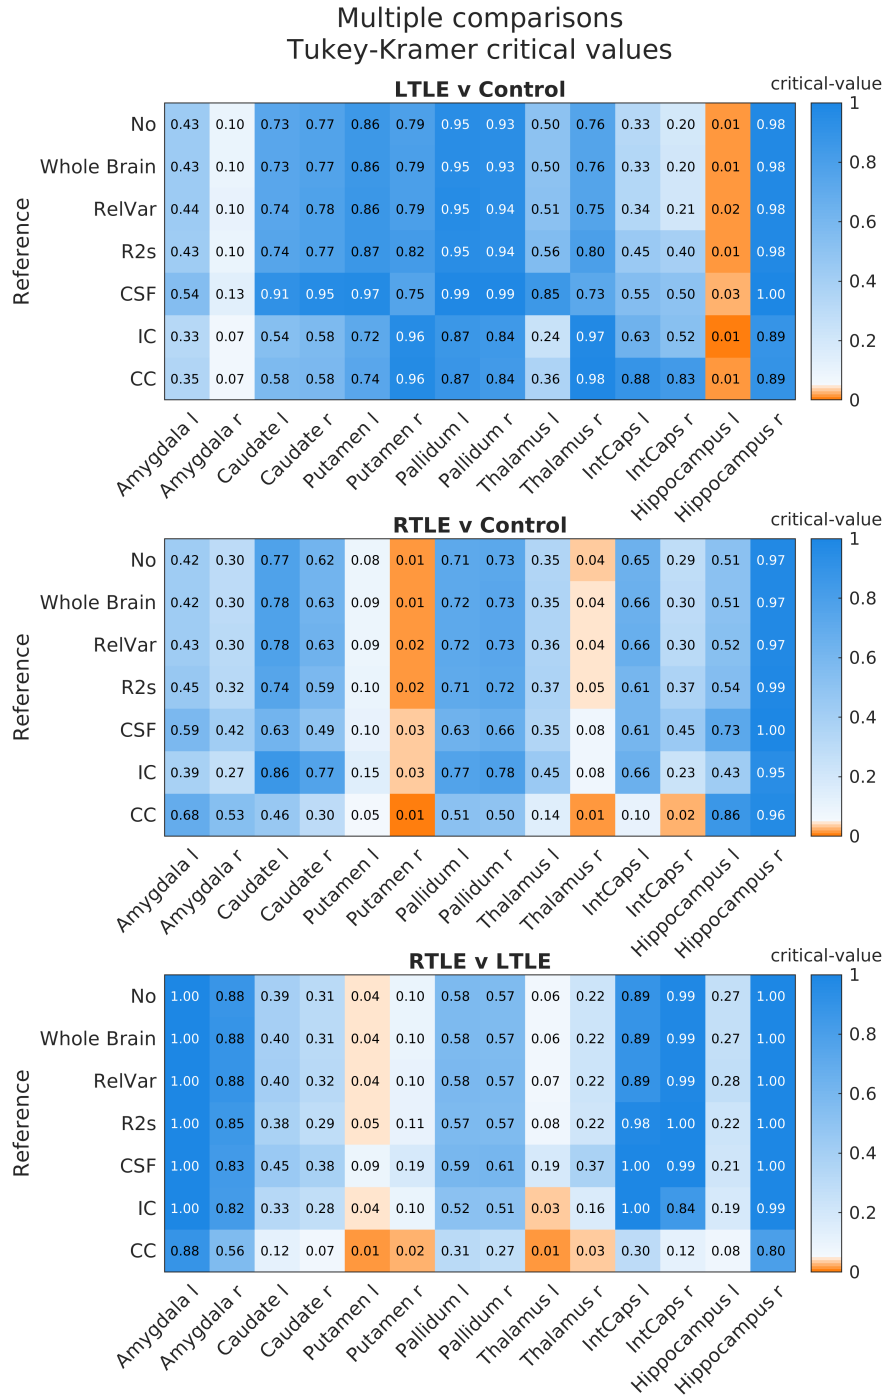 Multiple comparisons
Tukey-Kramer critical values
LTLE v Control
critical-value
Reference
No 0.43 0.10 0.73 0.77 0.86 0.79 0.95 0.93 0.50 0.76 0.33 0.20 0.01 0.98
Whole Brain 0.43 0.10 0.73 0.77 0.86 0.79 0.95 0.93 0.50 0.76 0.33 0.20 0.01 0.98
RelVar 0.44 0.10 0.74 0.78 0.86 0.79 0.95 0.94 0.51 0.75 0.34 0.21 0.02 0.98
R2s 0.43 0.10 0.74 0.77 0.87 0.82 0.95 0.94 0.56 0.80 0.45 0.40 0.01 0.98
CSF 0.54 0.13 0.91 0.95 0.97 0.75 0.99 0.99 0.85 0.73 0.55 0.50 0.03 1.00
IC 0.33 0.07 0.54 0.58 0.72 0.96 0.87 0.84 0.24 0.97 0.63 0.52 0.01 0.89
CC 0.35 0.07 0.58 0.58 0.74 0.96 0.87 0.84 0.36 0.98 0.88 0.83 0.01 0.89
1
0.8
0.6
0.4
0.2
0
Amygdala l Amygdala r Caudate l Caudate r Putamen l Putamen r Pallidum l Pallidum r Thalamus l Thalamus r IntCaps l IntCaps r Hippocampus l Hippocampus r
RTLE v Control
critical-value
Reference
No 0.42 0.30 0.77 0.62 0.08 0.01 0.71 0.73 0.35 0.04 0.65 0.29 0.51 0.97
Whole Brain 0.42 0.30 0.78 0.63 0.09 0.01 0.72 0.73 0.35 0.04 0.66 0.30 0.51 0.97
RelVar 0.43 0.30 0.78 0.63 0.09 0.02 0.72 0.73 0.36 0.04 0.66 0.30 0.52 0.97
R2s 0.45 0.32 0.74 0.59 0.10 0.02 0.71 0.72 0.37 0.05 0.61 0.37 0.54 0.99
CSF 0.59 0.42 0.63 0.49 0.10 0.03 0.63 0.66 0.35 0.08 0.61 0.45 0.73 1.00
IC 0.39 0.27 0.86 0.77 0.15 0.03 0.77 0.78 0.45 0.08 0.66 0.23 0.43 0.95
CC 0.68 0.53 0.46 0.30 0.05 0.01 0.51 0.50 0.14 0.01 0.10 0.02 0.86 0.96
1
0.8
0.6
0.4
0.2
0
Amygdala l Amygdala r Caudate l Caudate r Putamen l Putamen r Pallidum l Pallidum r Thalamus l Thalamus r IntCaps l IntCaps r Hippocampus l Hippocampus r
RTLE v LTLE
critical-value
Reference
No 1.00 0.88 0.39 0.31 0.04 0.10 0.58 0.57 0.06 0.22 0.89 0.99 0.27 1.00
Whole Brain 1.00 0.88 0.40 0.31 0.04 0.10 0.58 0.57 0.06 0.22 0.89 0.99 0.27 1.00
RelVar 1.00 0.88 0.40 0.32 0.04 0.10 0.58 0.57 0.07 0.22 0.89 0.99 0.28 1.00
R2s 1.00 0.85 0.38 0.29 0.05 0.11 0.57 0.57 0.08 0.22 0.98 1.00 0.22 1.00
CSF 1.00 0.83 0.45 0.38 0.09 0.19 0.59 0.61 0.19 0.37 1.00 0.99 0.21 1.00
IC 1.00 0.82 0.33 0.28 0.04 0.10 0.52 0.51 0.03 0.16 1.00 0.84 0.19 0.99
CC 0.88 0.56 0.12 0.07 0.01 0.02 0.31 0.27 0.01 0.03 0.30 0.12 0.08 0.80
1
0.8
0.6
0.4
0.2
0
Amygdala l Amygdala r Caudate l Caudate r Putamen l Putamen r Pallidum l Pallidum r Thalamus l Thalamus r IntCaps l IntCaps r Hippocampus l Hippocampus r